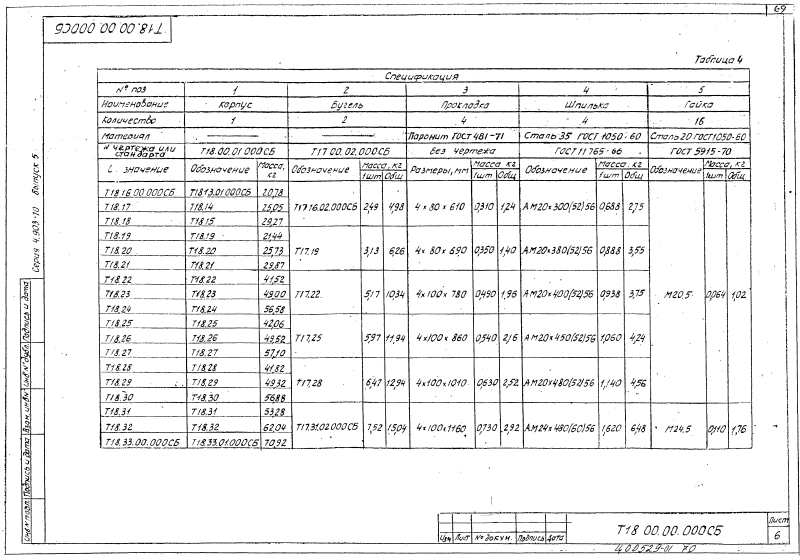 69
Т18.00.00.000СБ
Таблица 4
Спецификация
№ поз 1 2 3 4 5
Наименование Корпус Бугель Прокладка Шпилька Гайка
Количество 1 2 4 4 16
Материал Паронит ГОСТ 481-71 Сталь 35 ГОСТ 1050-60 Сталь 20 ГОСТ 1050-60
№ чертежа или стандарта Т18.00.01.000СБ Т17.00.02.000СБ Без чертежа ГОСТ 11765-66 ГОСТ 5915-70
значение Обозначение Масса, кг Обозначение Масса, кг 1шт Общ Размеры, мм Масса, кг 1шт Общ Обозначение Масса, кг 1шт Общ Обозначение Масса, кг 1шт Общ
Т18.16.00.000СБ Т18.13.01.000СБ 20,78
Т18.17 Т18.14 25,05 Т17.16.02.000СБ 2,49 4,98 4×80×610 0,310 1,24 АМ20×300(52)56 0,688 2,75
Т18.18 Т18.15 29,27
Т18.19 Т18.19 21,44
Т18.20 Т18.20 25,73 Т17.19 3,13 6,26 4×80×690 0,350 1,40 АМ20×380(52)56 0,888 3,55
Т18.21 Т18.21 29,87
Т18.22 Т18.22 41,52
Т18.23 Т18.23 49,00 Т17.22 5,17 10,34 4×100×780 0,490 1,96 АМ20×400(52)56 0,938 3,75 М20.5 0,064 1,02
Т18.24 Т18.24 56,58
Т18.25 Т18.25 42,06
Т18.26 Т18.26 49,52 Т17.25 5,97 11,94 4×100×860 0,540 2,16 АМ20×450(52)56 1,060 4,24
Т18.27 Т18.27 57,10
Т18.28 Т18.28 41,82
Т18.29 Т18.29 49,32 Т17.28 6,47 12,94 4×100×1010 0,630 2,52 АМ20×480(52)56 1,140 4,56
Т18.30 Т18.30 56,88
Т18.31 Т18.31 53,28
Т18.32 Т18.32 62,04 Т17.31.02.000СБ 7,52 15,04 4×100×1160 0,730 2,92 АМ24×480(60)56 1,620 6,48 М24.5 0,110 1,76
Т18.33.00.000СБ Т18.33.01.000СБ 70,92
Серия 4.903-10 Выпуск 5
Инв № подл. Подпись и дата Взам. инв № Инв № дубл. Подпись и дата
Изм Лист № докум. Подпись Дата
Т18.00.00.000СБ
Лист
6
400529-01 70